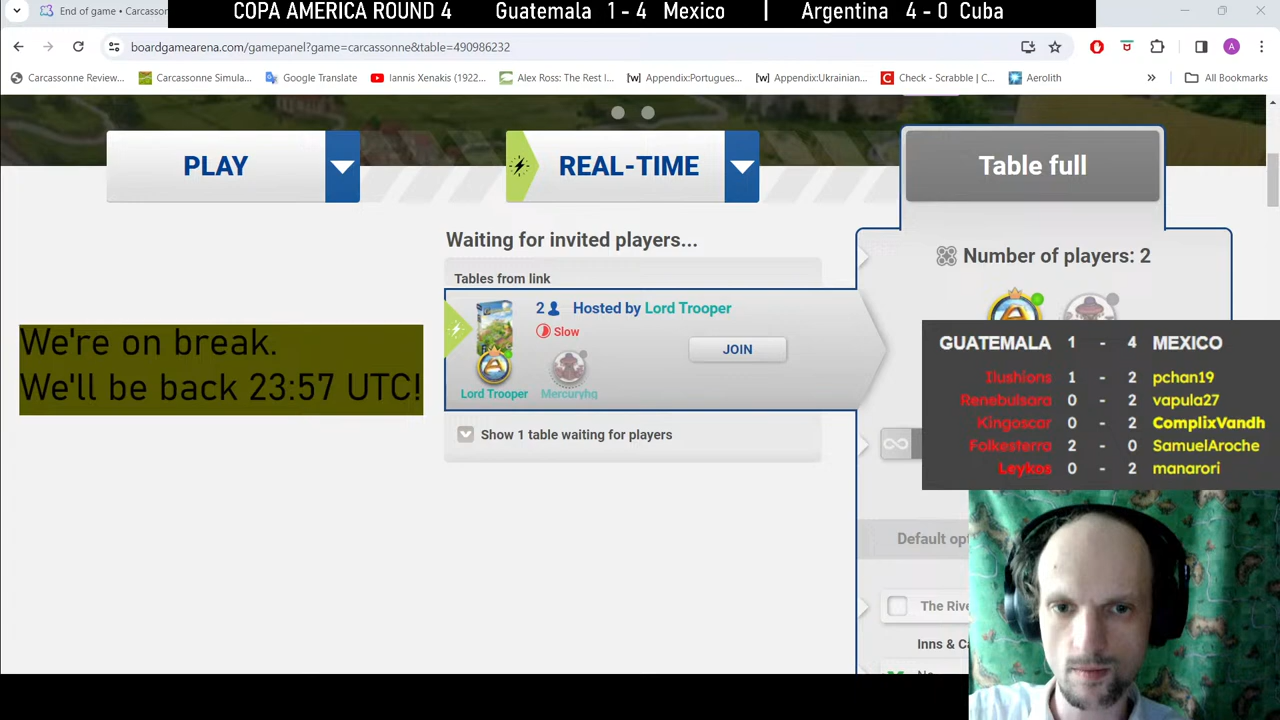 COPA AMERICA ROUND 4 Guatemala 1 - 4 Mexico | Argentina 4 - 0 Cuba
End of game • Carcasson
boardgamearena.com/gamepanel?game=carcassonne&table=490986232
Carcassonne Review... Carcassonne Simula... Google Translate Iannis Xenakis (1922... Alex Ross: The Rest I... [w] Appendix:Portugues... [w] Appendix:Ukrainian... Check - Scrabble | C... Aerolith » All Bookmarks
PLAY
REAL-TIME
Table full
Waiting for invited players...
Number of players: 2
Tables from link
2 Hosted by Lord Trooper
Slow
JOIN
Lord Trooper Mercuryhg
Show 1 table waiting for players
We're on break.
We'll be back 23:57 UTC!
GUATEMALA 1 - 4 MEXICO
Ilushions 1 - 2 pchan19
Renebulsara 0 - 2 vapula27
Kingoscar 0 - 2 ComplixVandh
Folkesterra 2 - 0 SamuelAroche
Leykos 0 - 2 manarori
Default opt
The Rive
Inns & Ca
No